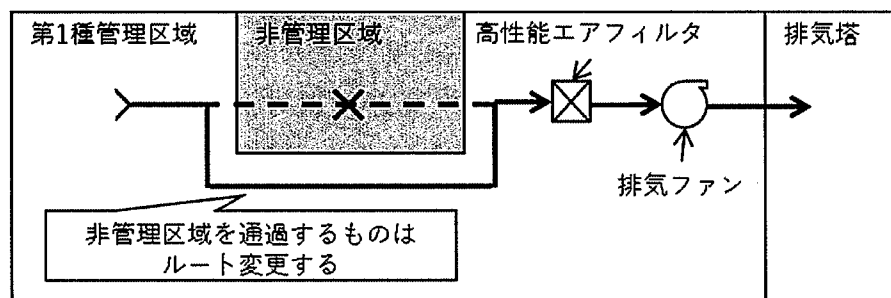 第1種管理区域
非管理区域
高性能エアフィルタ
排気塔
排気ファン
非管理区域を通過するものは
ルート変更する